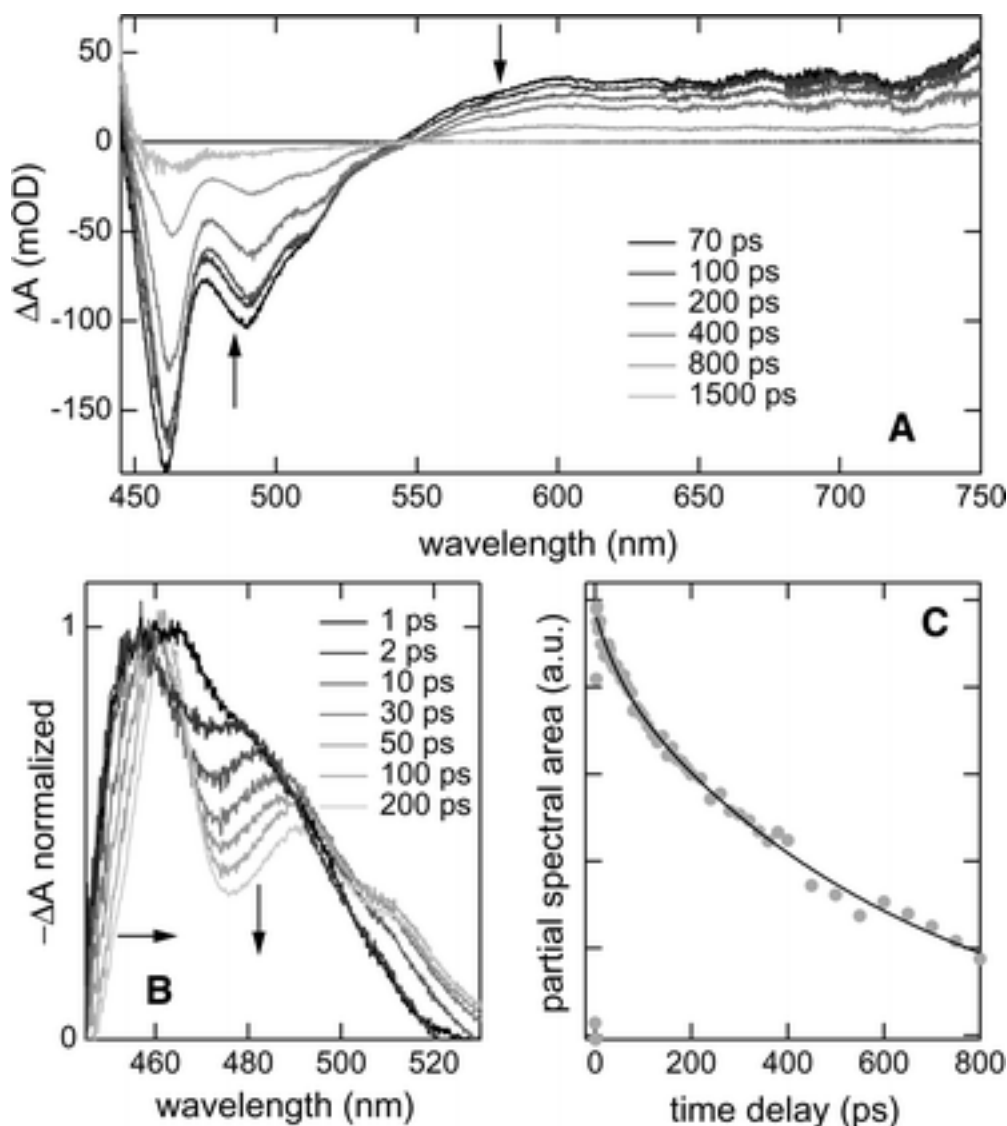 50
0
-50
-100
-150
ΔA (mOD)
70 ps
100 ps
200 ps
400 ps
800 ps
1500 ps
A
450 500 550 600 650 700 750
wavelength (nm)
1
0
−ΔA normalized
1 ps
2 ps
10 ps
30 ps
50 ps
100 ps
200 ps
B
460 480 500 520
wavelength (nm)
partial spectral area (a.u.)
C
0 200 400 600 800
time delay (ps)